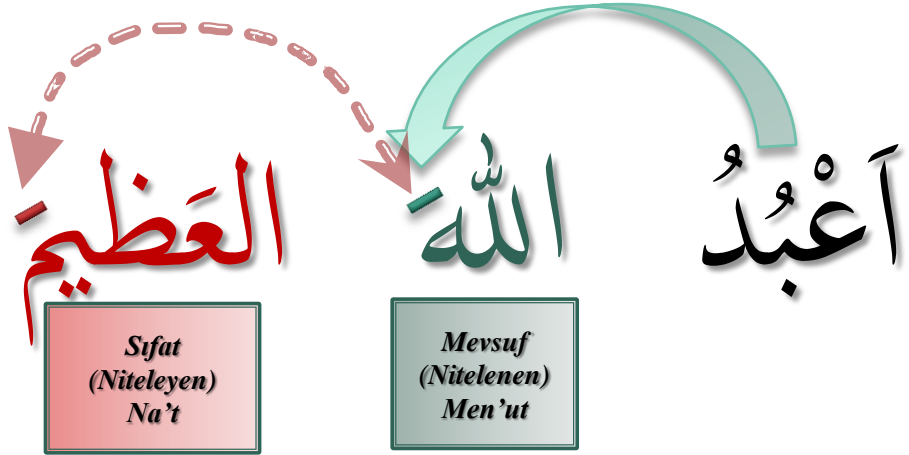 اَعْبُدُ اللّٰهَ العَظِيمَ
Mevsuf
(Nitelenen)
Men’ut
Sıfat
(Niteleyen)
Na’t